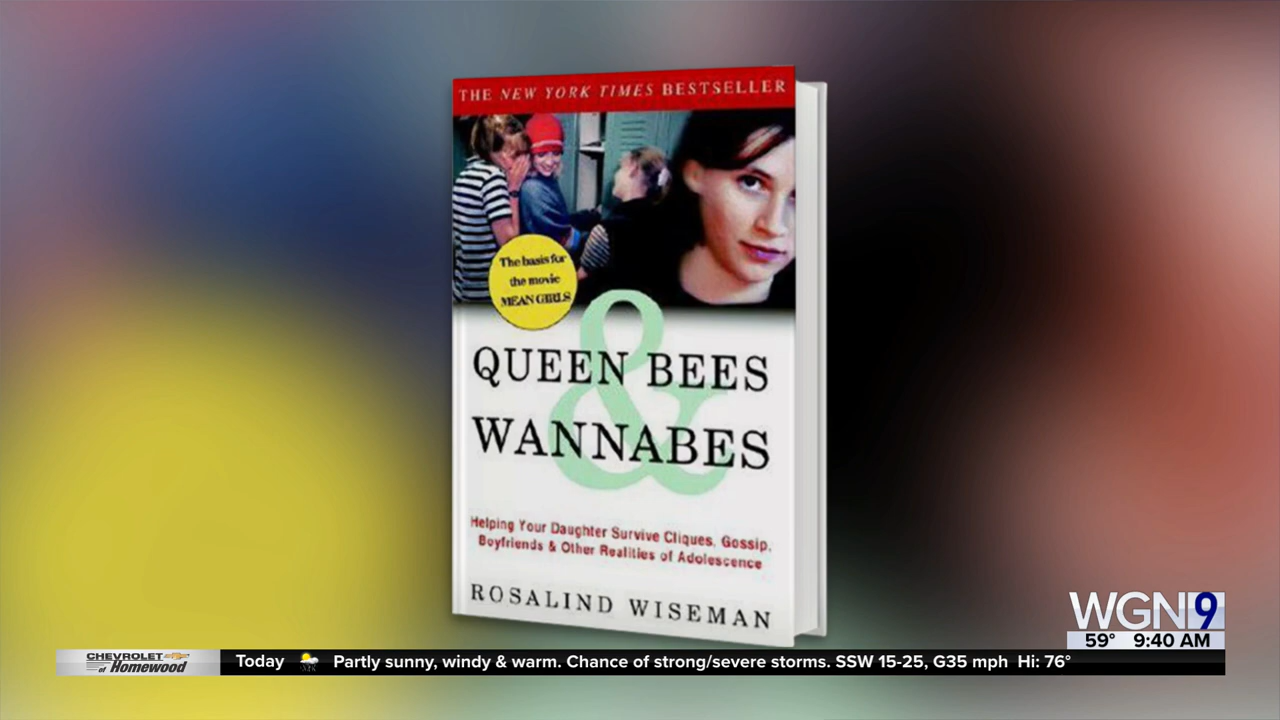 THE NEW YORK TIMES BESTSELLER
The basis for
the movie
MEAN GIRLS
&
QUEEN BEES
WANNABES
Helping Your Daughter Survive Cliques, Gossip,
Boyfriends & Other Realities of Adolescence
ROSALIND WISEMAN
WGN9
59° 9:40 AM
CHEVROLET
of Homewood
Today Partly sunny, windy & warm. Chance of strong/severe storms. SSW 15-25, G35 mph Hi: 76°